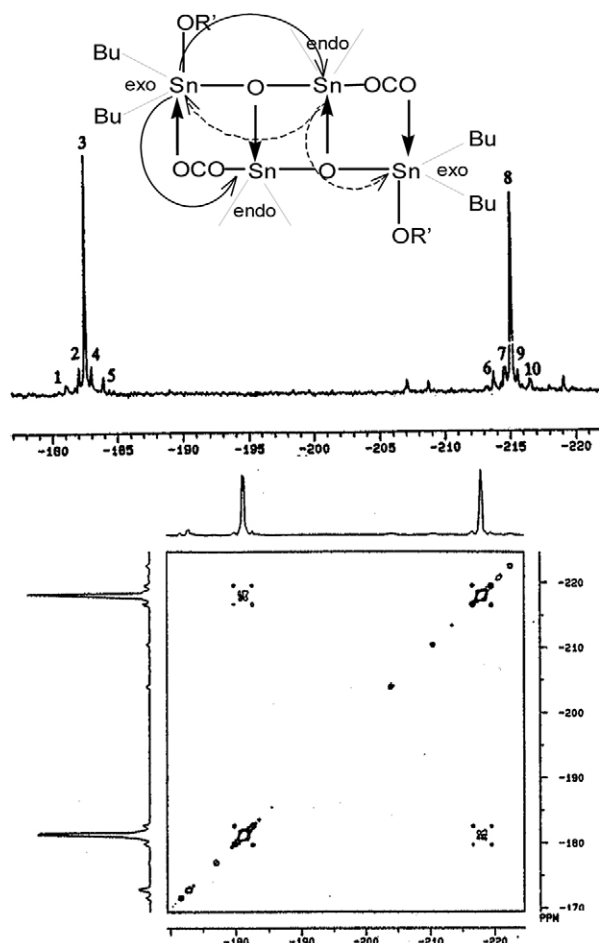 OR'
Bu endo
exo Sn O Sn OCO
Bu
3 OCO Sn O Sn Bu
endo exo 8
OR' Bu
1 2 4 5 6 7 9 10
-180 -185 -190 -195 -200 -205 -210 -215 -220
-220
-210
-200
-190
-180
-170
PPM
-180 -190 -200 -210 -220